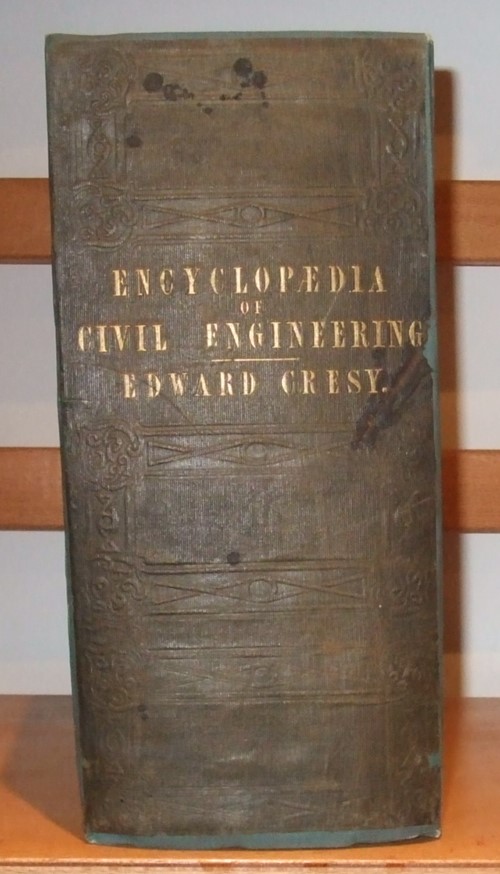 ENCYCLOPÆDIA
OF
CIVIL ENGINEERING
EDWARD CRESY.